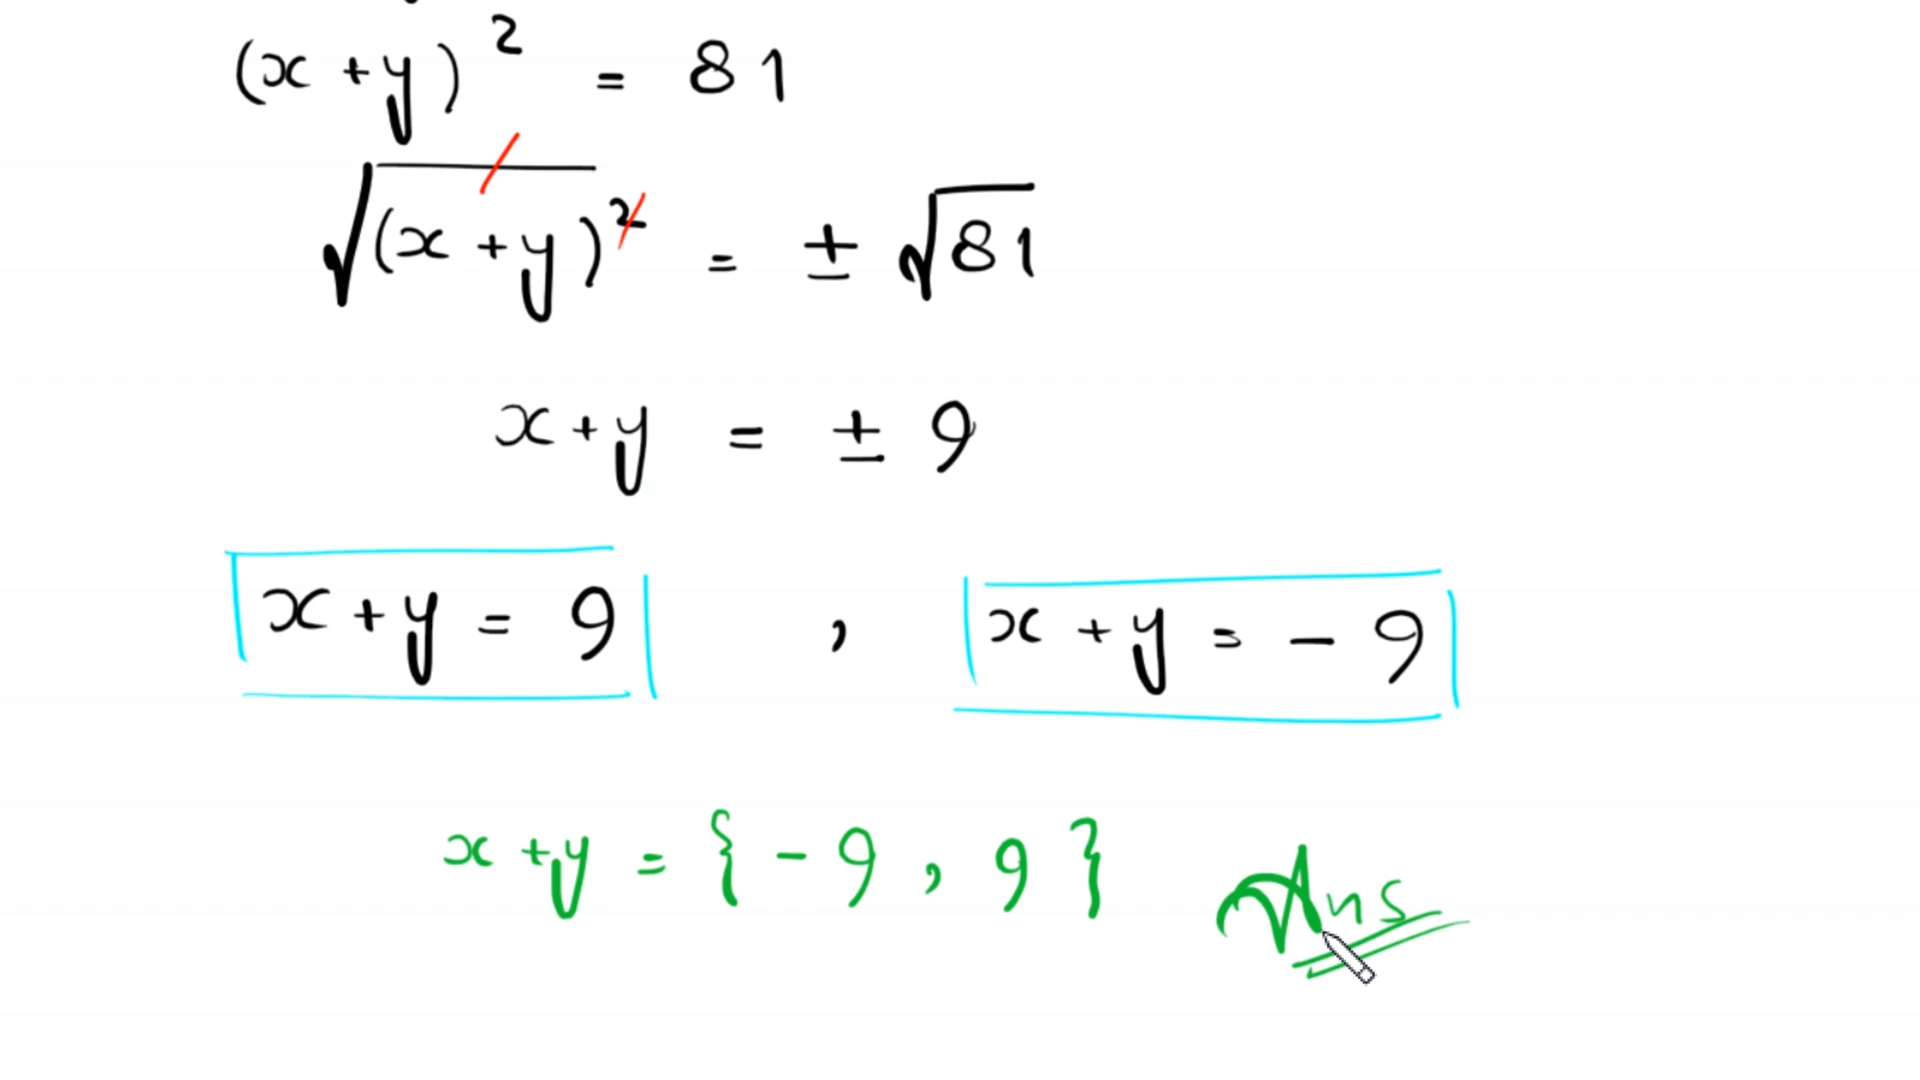 (x + y)² = 81
√(x + y)² = ± √81
x + y = ± 9
x + y = 9 , x + y = - 9
x + y = { - 9 , 9 } Ans